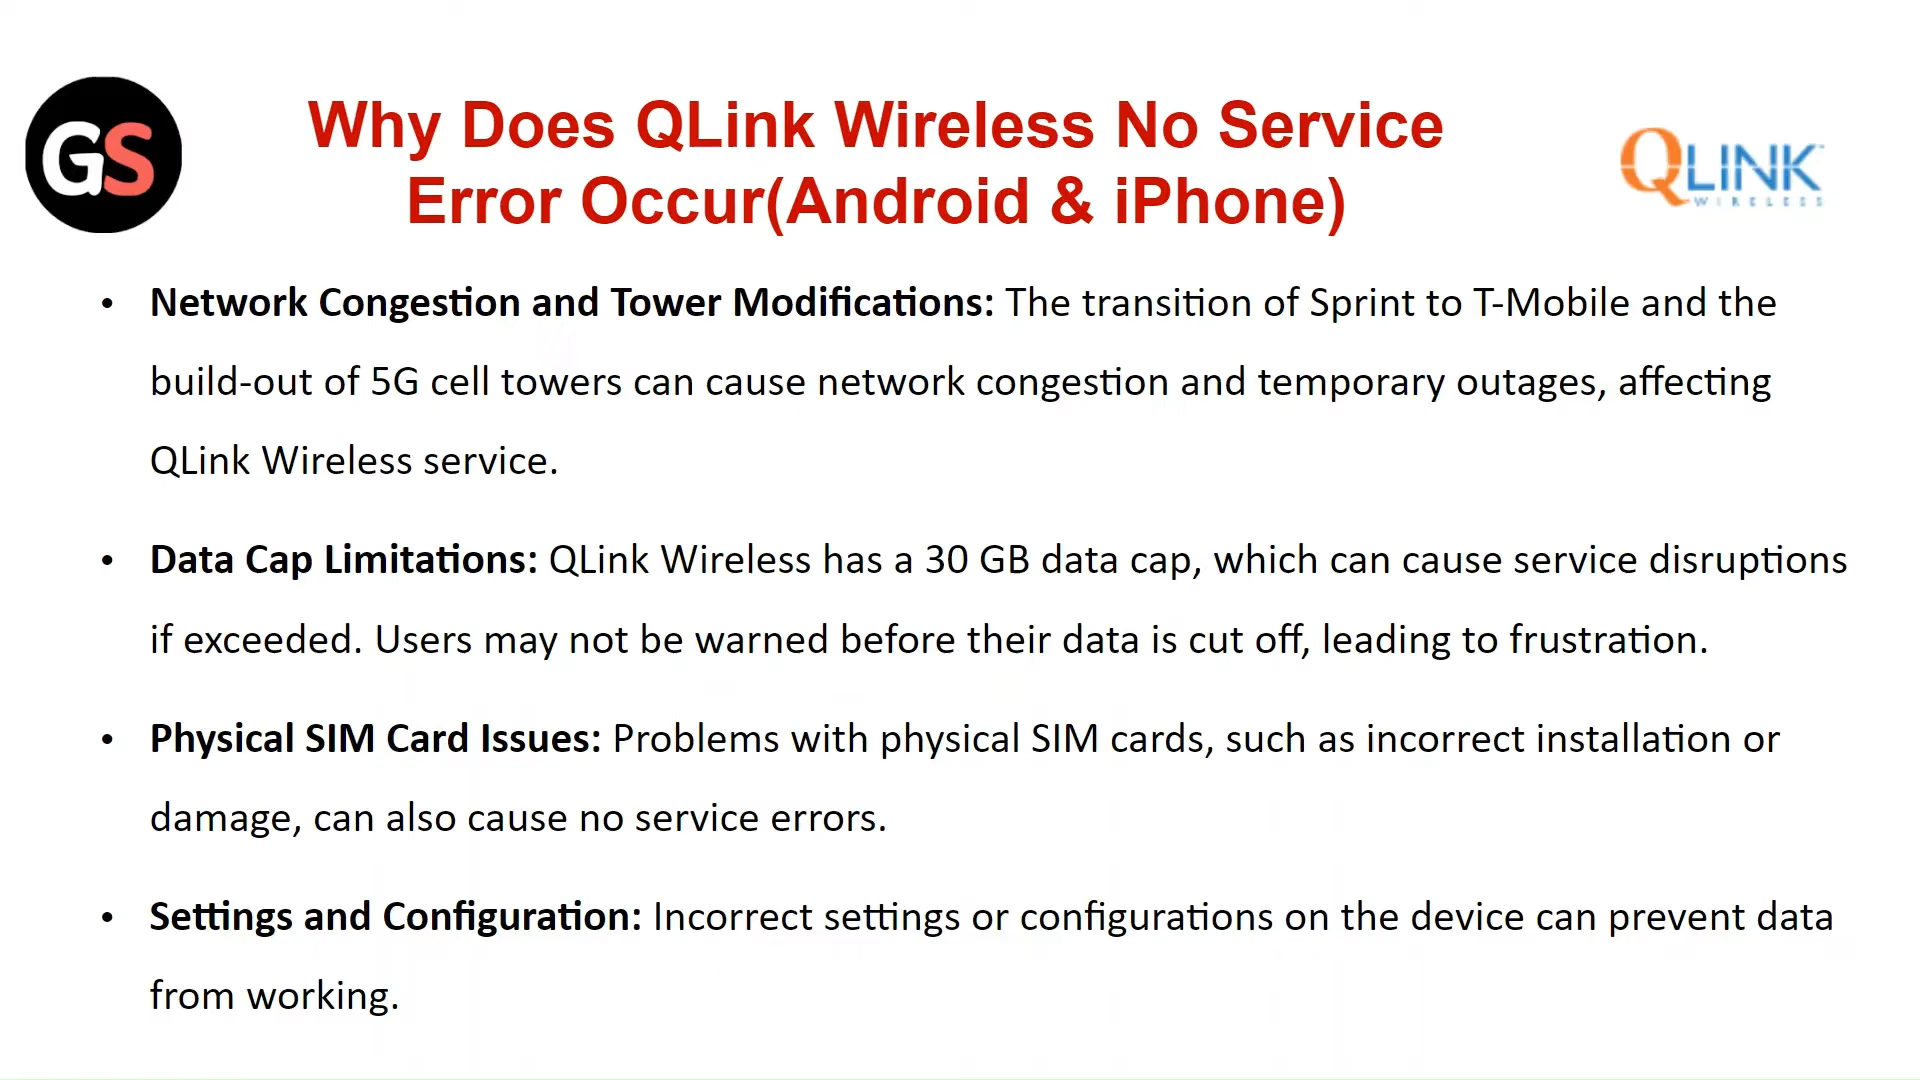 GS
Why Does QLink Wireless No Service
Error Occur(Android & iPhone)
QLINK™
WIRELESS
• Network Congestion and Tower Modifications: The transition of Sprint to T-Mobile and the
build-out of 5G cell towers can cause network congestion and temporary outages, affecting
QLink Wireless service.
• Data Cap Limitations: QLink Wireless has a 30 GB data cap, which can cause service disruptions
if exceeded. Users may not be warned before their data is cut off, leading to frustration.
• Physical SIM Card Issues: Problems with physical SIM cards, such as incorrect installation or
damage, can also cause no service errors.
• Settings and Configuration: Incorrect settings or configurations on the device can prevent data
from working.